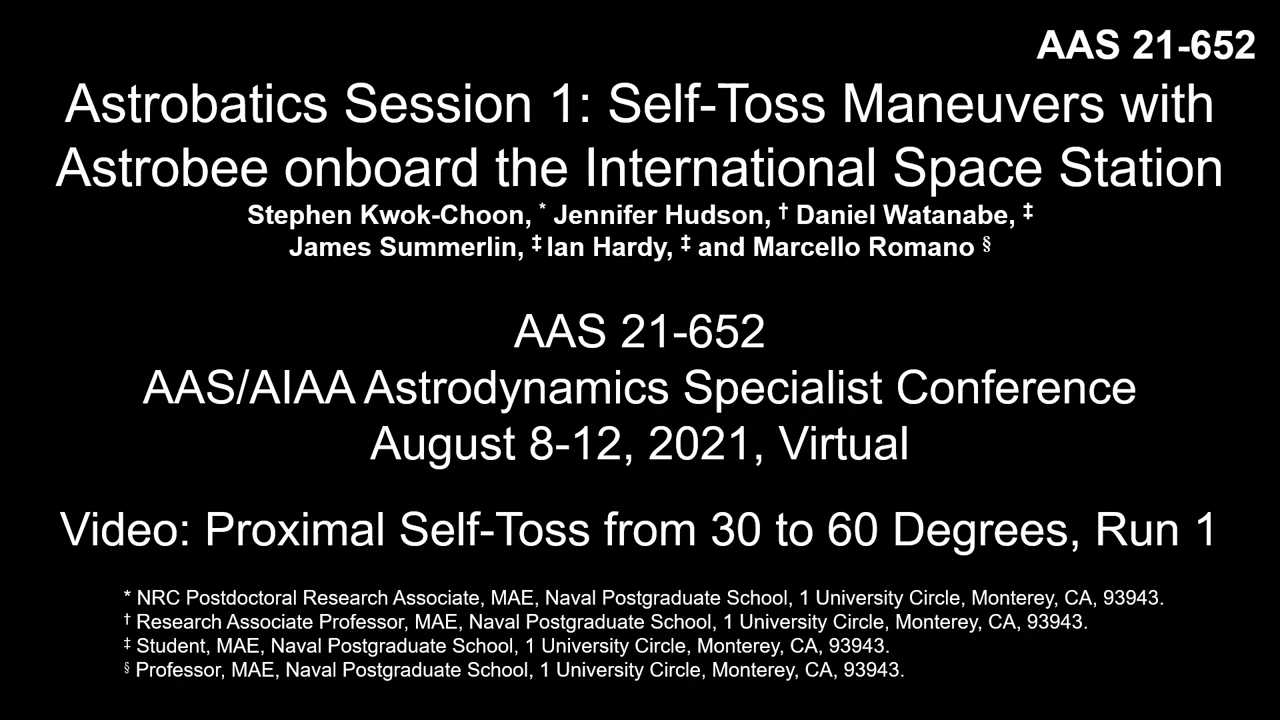 AAS 21-652
Astrobatics Session 1: Self-Toss Maneuvers with
Astrobee onboard the International Space Station
Stephen Kwok-Choon, * Jennifer Hudson, † Daniel Watanabe, ‡
James Summerlin, ‡ Ian Hardy, ‡ and Marcello Romano §
AAS 21-652
AAS/AIAA Astrodynamics Specialist Conference
August 8-12, 2021, Virtual
Video: Proximal Self-Toss from 30 to 60 Degrees, Run 1
* NRC Postdoctoral Research Associate, MAE, Naval Postgraduate School, 1 University Circle, Monterey, CA, 93943.
† Research Associate Professor, MAE, Naval Postgraduate School, 1 University Circle, Monterey, CA, 93943.
‡ Student, MAE, Naval Postgraduate School, 1 University Circle, Monterey, CA, 93943.
§ Professor, MAE, Naval Postgraduate School, 1 University Circle, Monterey, CA, 93943.